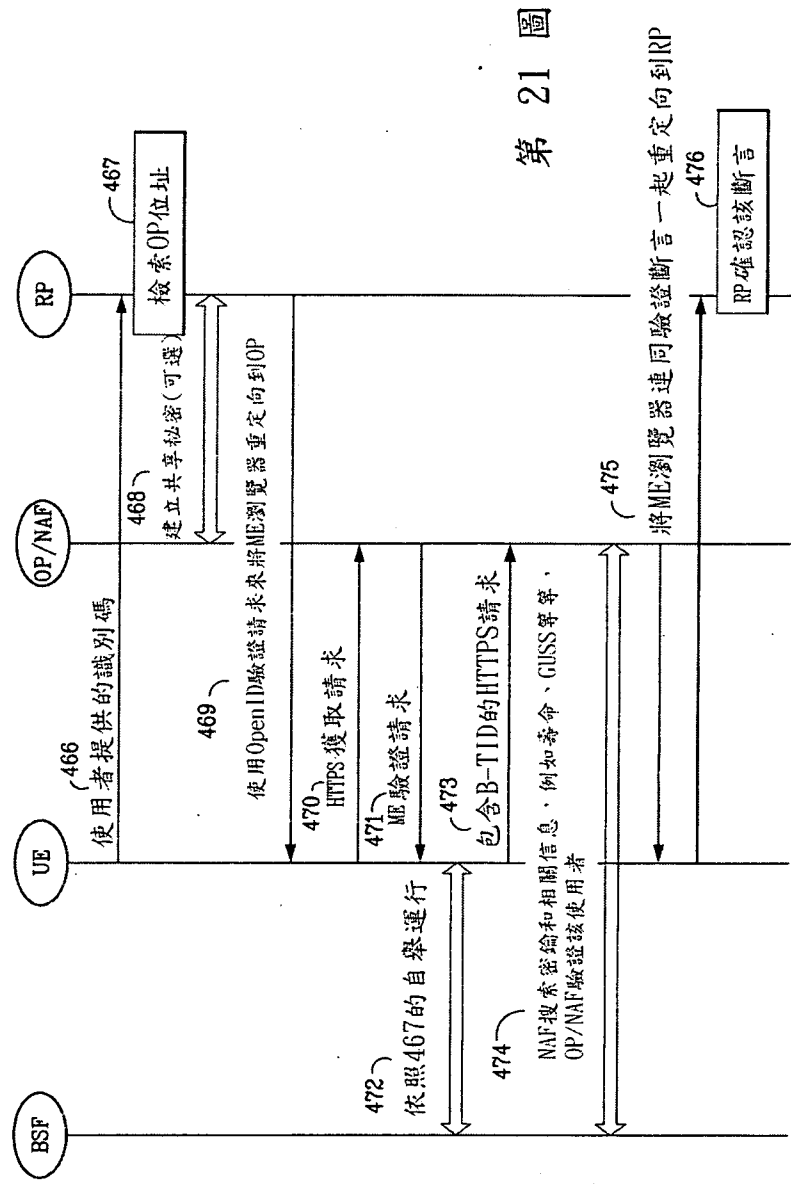 BSF
UE
OP/NAF
RP
466
使用者提供的識別碼
467
檢索OP位址
468
建立共享秘密(可選)
469
使用OpenID驗證請求來將ME瀏覽器重定向到OP
470
HTTPS獲取請求
471
ME驗證請求
472
依照467的自舉運行
473
包含B-TID的HTTPS請求
474
NAF搜索密鑰和相關信息，例如壽命、GUSS等等，
OP/NAF驗證該使用者
475
將ME瀏覽器連同驗證斷言一起重定向到RP
476
RP確認該斷言
第 21 圖